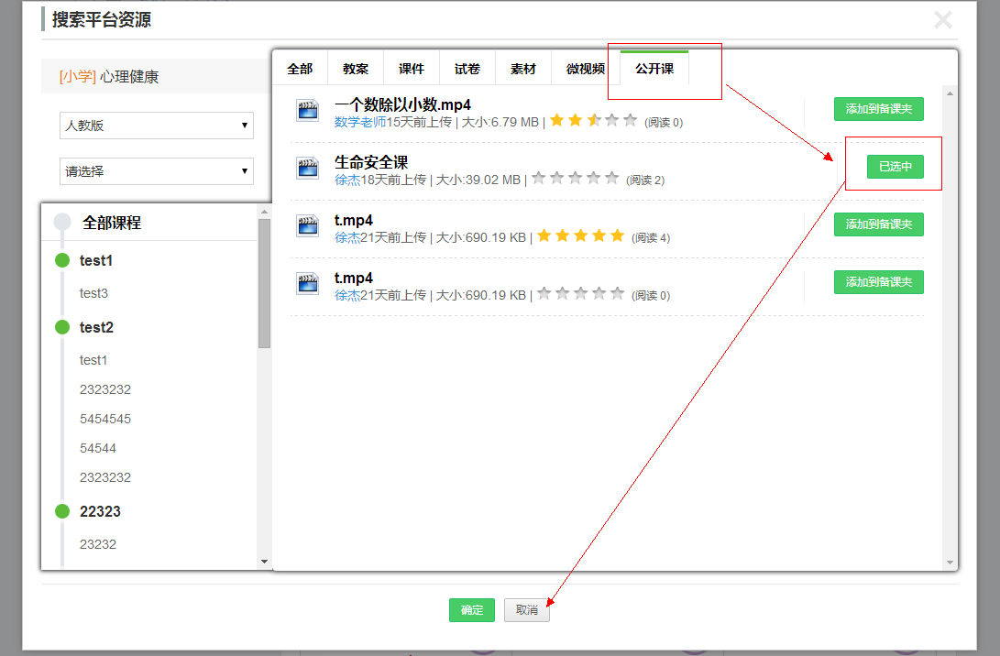 搜索平台资源
[小学] 心理健康
人教版
请选择
全部课程
test1
test3
test2
test1
2323232
5454545
54544
2323232
22323
23232
全部 教案 课件 试卷 素材 微视频 公开课
一个数除以小数.mp4
数学老师15天前上传 | 大小:6.79 MB | (阅读 0)
添加到备课夹
生命安全课
徐杰18天前上传 | 大小:39.02 MB | (阅读 2)
已选中
t.mp4
徐杰21天前上传 | 大小:690.19 KB | (阅读 4)
添加到备课夹
t.mp4
徐杰21天前上传 | 大小:690.19 KB | (阅读 0)
添加到备课夹
确定 取消